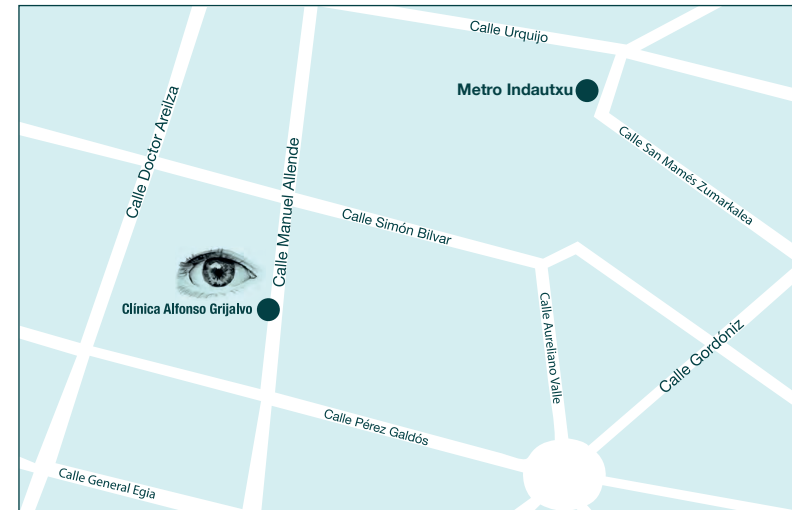 Calle Urquijo
Metro Indautxu
Calle Doctor Areilza
Calle San Mamés Zumarkalea
Calle Manuel Allende
Calle Simón Bilvar
Clínica Alfonso Grijalvo
Calle Aureliano Valle
Calle Gordóniz
Calle Pérez Galdós
Calle General Egia